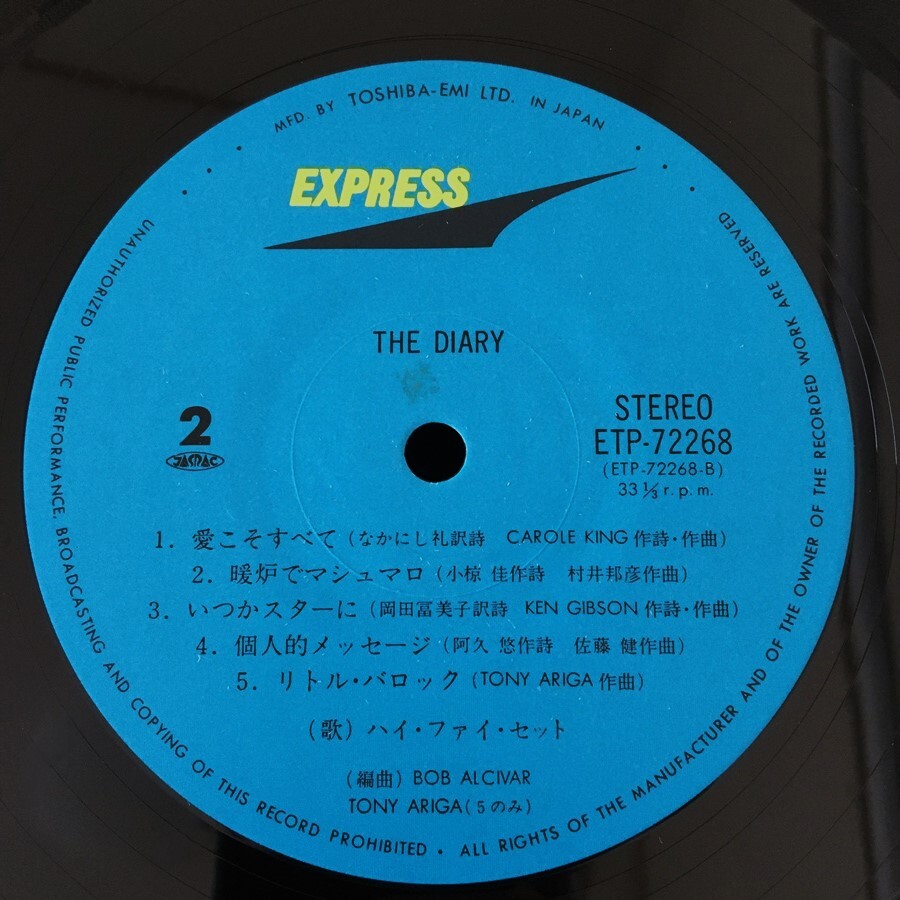 MFD. BY TOSHIBA-EMI LTD. IN JAPAN
EXPRESS
THE DIARY
2
JASRAC
STEREO
ETP-72268
(ETP-72268-B)
33 1/3 r.p.m.
1. 愛こそすべて (なかにし礼訳詩 CAROLE KING 作詩・作曲)
2. 暖炉でマシュマロ (小椋 佳作詩 村井邦彦作曲)
3. いつかスターに (岡田冨美子訳詩 KEN GIBSON 作詩・作曲)
4. 個人的メッセージ (阿久 悠作詩 佐藤 健作曲)
5. リトル・バロック (TONY ARIGA 作曲)
(歌) ハイ・ファイ・セット
(編曲) BOB ALCIVAR
TONY ARIGA (5のみ)
UNAUTHORIZED PUBLIC PERFORMANCE, BROADCASTING AND COPYING OF THIS RECORD PROHIBITED • ALL RIGHTS OF THE MANUFACTURER AND OF THE OWNER OF THE RECORDED WORK ARE RESERVED